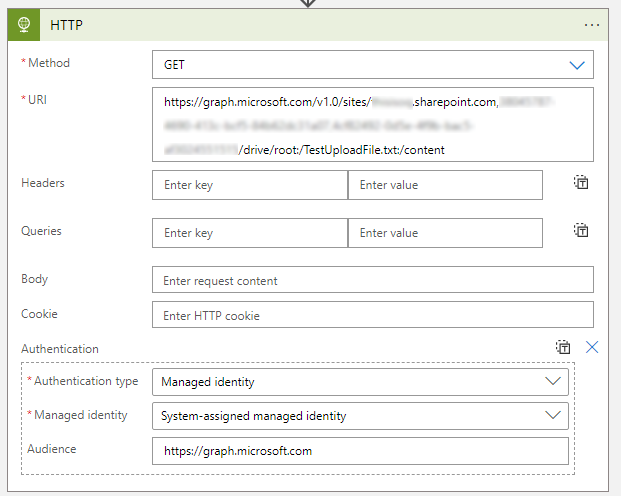 HTTP
...
* Method
GET
* URI
https://graph.microsoft.com/v1.0/sites/
.sharepoint.com,
/drive/root:/TestUploadFile.txt:/content
Headers
Enter key Enter value
Queries
Enter key Enter value
Body
Enter request content
Cookie
Enter HTTP cookie
Authentication
* Authentication type
Managed identity
* Managed identity
System-assigned managed identity
Audience
https://graph.microsoft.com